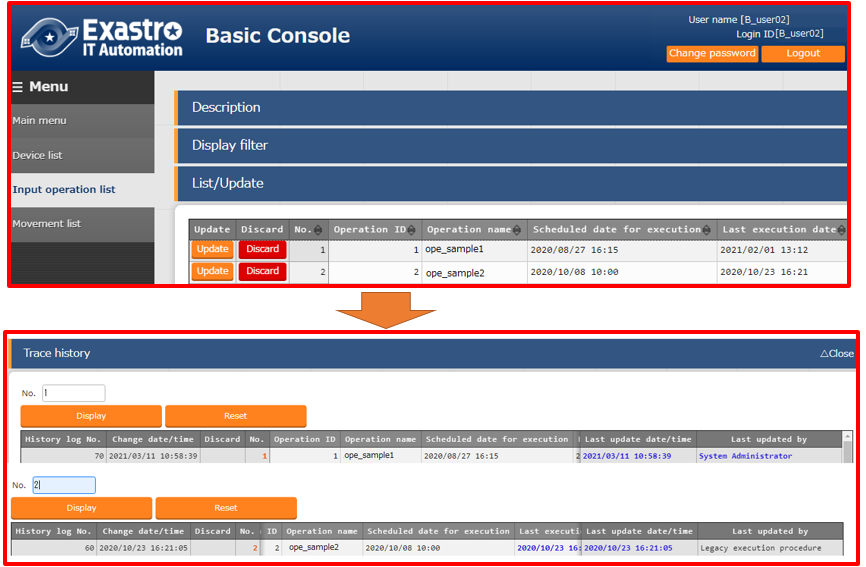 Exastro
IT Automation
Basic Console
User name [B_user02]
Login ID[B_user02]
Change password Logout
Menu
Main menu
Device list
Input operation list
Movement list
Description
Display filter
List/Update
Update Discard No. Operation ID Operation name Scheduled date for execution Last execution date
Update Discard 1 1 ope_sample1 2020/08/27 16:15 2021/02/01 13:12
Update Discard 2 2 ope_sample2 2020/10/08 10:00 2020/10/23 16:21
Trace history △Close
No. 1
Display Reset
History log No. Change date/time Discard No. Operation ID Operation name Scheduled date for execution Last update date/time Last updated by
70 2021/03/11 10:58:39 1 1 ope_sample1 2020/08/27 16:15 2 2021/03/11 10:58:39 System Administrator
No. 2
Display Reset
History log No. Change date/time Discard No. ID Operation name Scheduled date for execution Last executi Last update date/time Last updated by
60 2020/10/23 16:21:05 2 2 ope_sample2 2020/10/08 10:00 2020/10/23 16: 2020/10/23 16:21:05 Legacy execution procedure